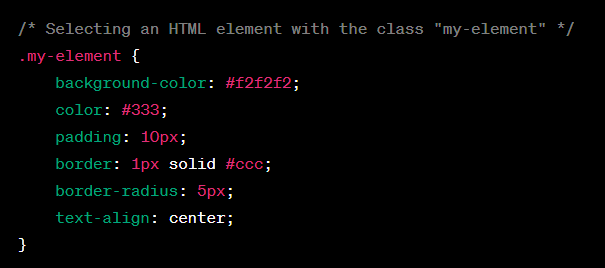 /* Selecting an HTML element with the class "my-element" */
.my-element {
    background-color: #f2f2f2;
    color: #333;
    padding: 10px;
    border: 1px solid #ccc;
    border-radius: 5px;
    text-align: center;
}